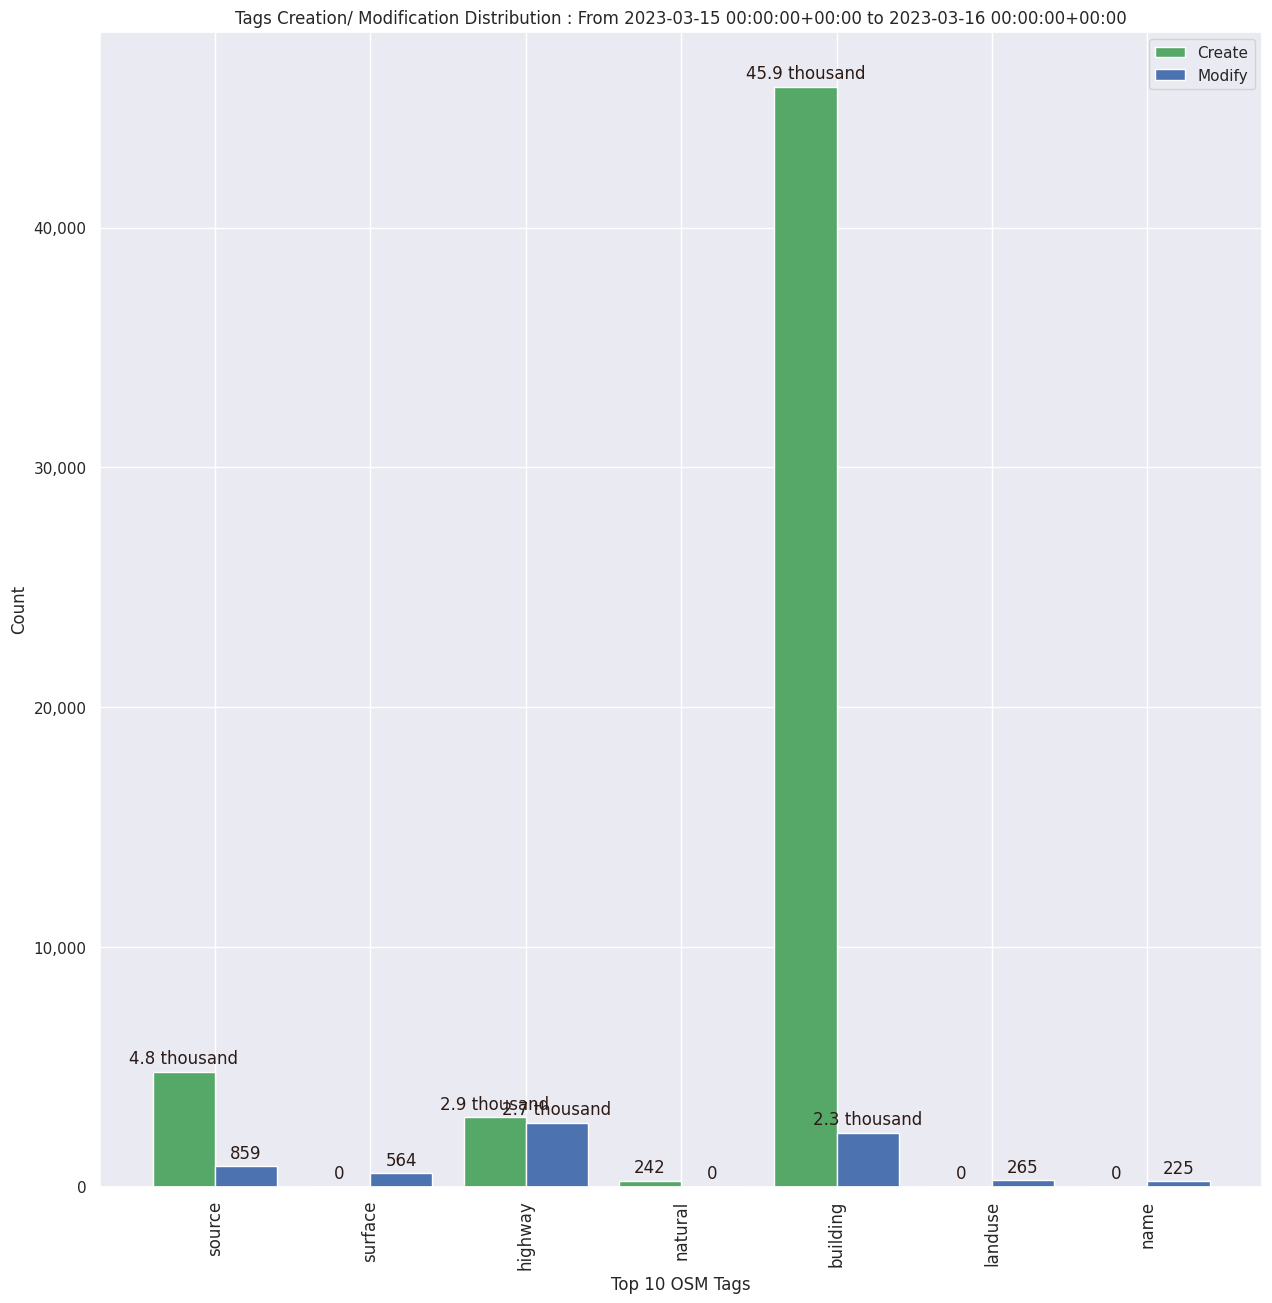 Tags Creation/ Modification Distribution : From 2023-03-15 00:00:00+00:00 to 2023-03-16 00:00:00+00:00
Create
Modify
45.9 thousand
40,000
30,000
20,000
10,000
0
Count
4.8 thousand
859
0
564
2.9 thousand
2.7 thousand
242
0
2.3 thousand
0
265
0
225
source
surface
highway
natural
building
landuse
name
Top 10 OSM Tags